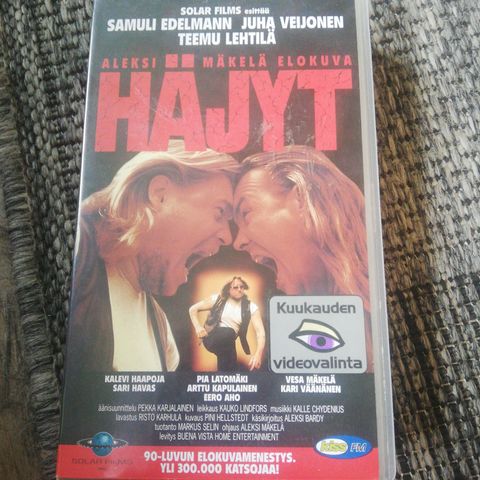 SOLAR FILMS esittää
SAMULI EDELMANN JUHA VEIJONEN
TEEMU LEHTILÄ
ALEKSI MÄKELÄ ELOKUVA
HÄJYT
Kuukauden
videovalinta
KALEVI HAAPOJA
SARI HAVAS
PIA LATOMÄKI
ARTTU KAPULAINEN
EERO AHO
VESA MÄKELÄ
KARI VÄÄNÄNEN
äänisuunnittelu PEKKA KARJALAINEN leikkaus KAUKO LINDFORS musiikki KALLE CHYDENIUS
lavastus RISTO KARHULA kuvaus PINI HELLSTEDT käsikirjoitus ALEKSI BARDY
tuotanto MARKUS SELIN ohjaus ALEKSI MÄKELÄ
levitys BUENA VISTA HOME ENTERTAINMENT
SOLAR FILMS
90-LUVUN ELOKUVAMENESTYS.
YLI 300.000 KATSOJAA!
kiss FM